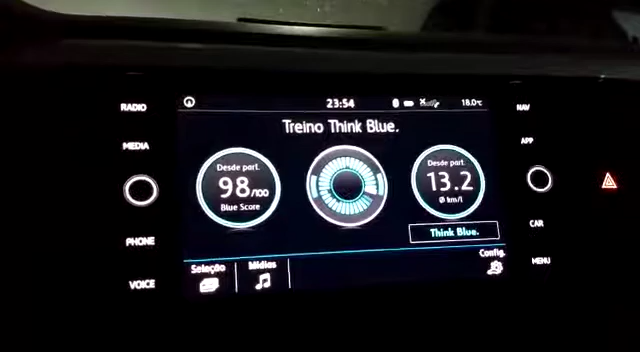 RADIO
MEDIA
PHONE
VOICE
23:54
18.0°C
Treino Think Blue.
Desde part.
98/100
Blue Score
Desde part.
13.2
Ø km/l
Think Blue.
Seleção
Mídias
Config.
NAV
APP
CAR
MENU